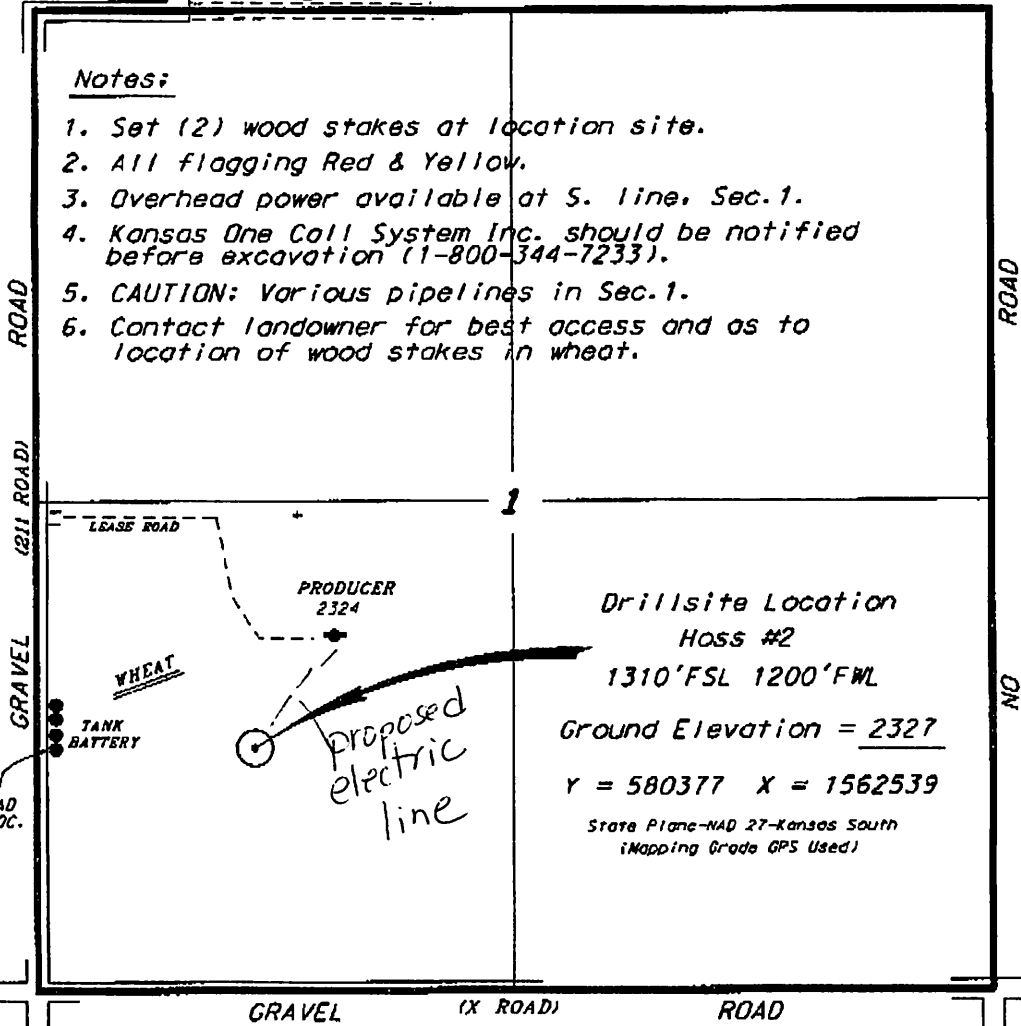 Notes:
1. Set (2) wood stakes at location site.
2. All flagging Red & Yellow.
3. Overhead power available at S. line, Sec.1.
4. Kansas One Call System Inc. should be notified
before excavation (1-800-344-7233).
5. CAUTION: Various pipelines in Sec.1.
6. Contact landowner for best access and as to
location of wood stakes in wheat.
ROAD
(211 ROAD)
GRAVEL
ROAD
NO
1
LEASE ROAD
PRODUCER
2324
WHEAT
TANK
BATTERY
proposed
electric
line
Drillsite Location
Hoss #2
1310'FSL 1200'FWL
Ground Elevation = 2327
Y = 580377 X = 1562539
State Plane-NAD 27-Kansas South
(Mapping Grade GPS Used)
GRAVEL (X ROAD) ROAD